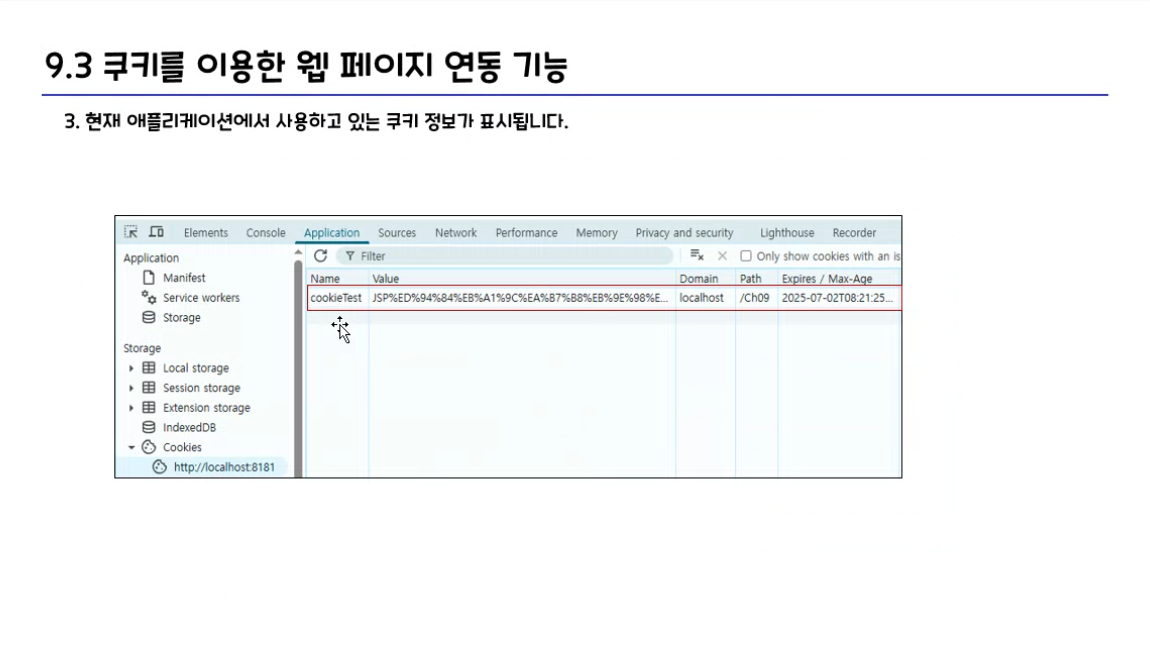 9.3 쿠키를 이용한 웹 페이지 연동 기능
3. 현재 애플리케이션에서 사용하고 있는 쿠키 정보가 표시됩니다.
Elements Console Application Sources Network Performance Memory Privacy and security Lighthouse Recorder
Application
Manifest
Service workers
Storage
Storage
Local storage
Session storage
Extension storage
IndexedDB
Cookies
http://localhost:8181
Filter
Only show cookies with an is
Name Value Domain Path Expires / Max-Age
cookieTest JSP%ED%94%84%EB%A1%9C%EA%B7%B8%EB%9E%98%E... localhost /Ch09 2025-07-02T08:21:25...